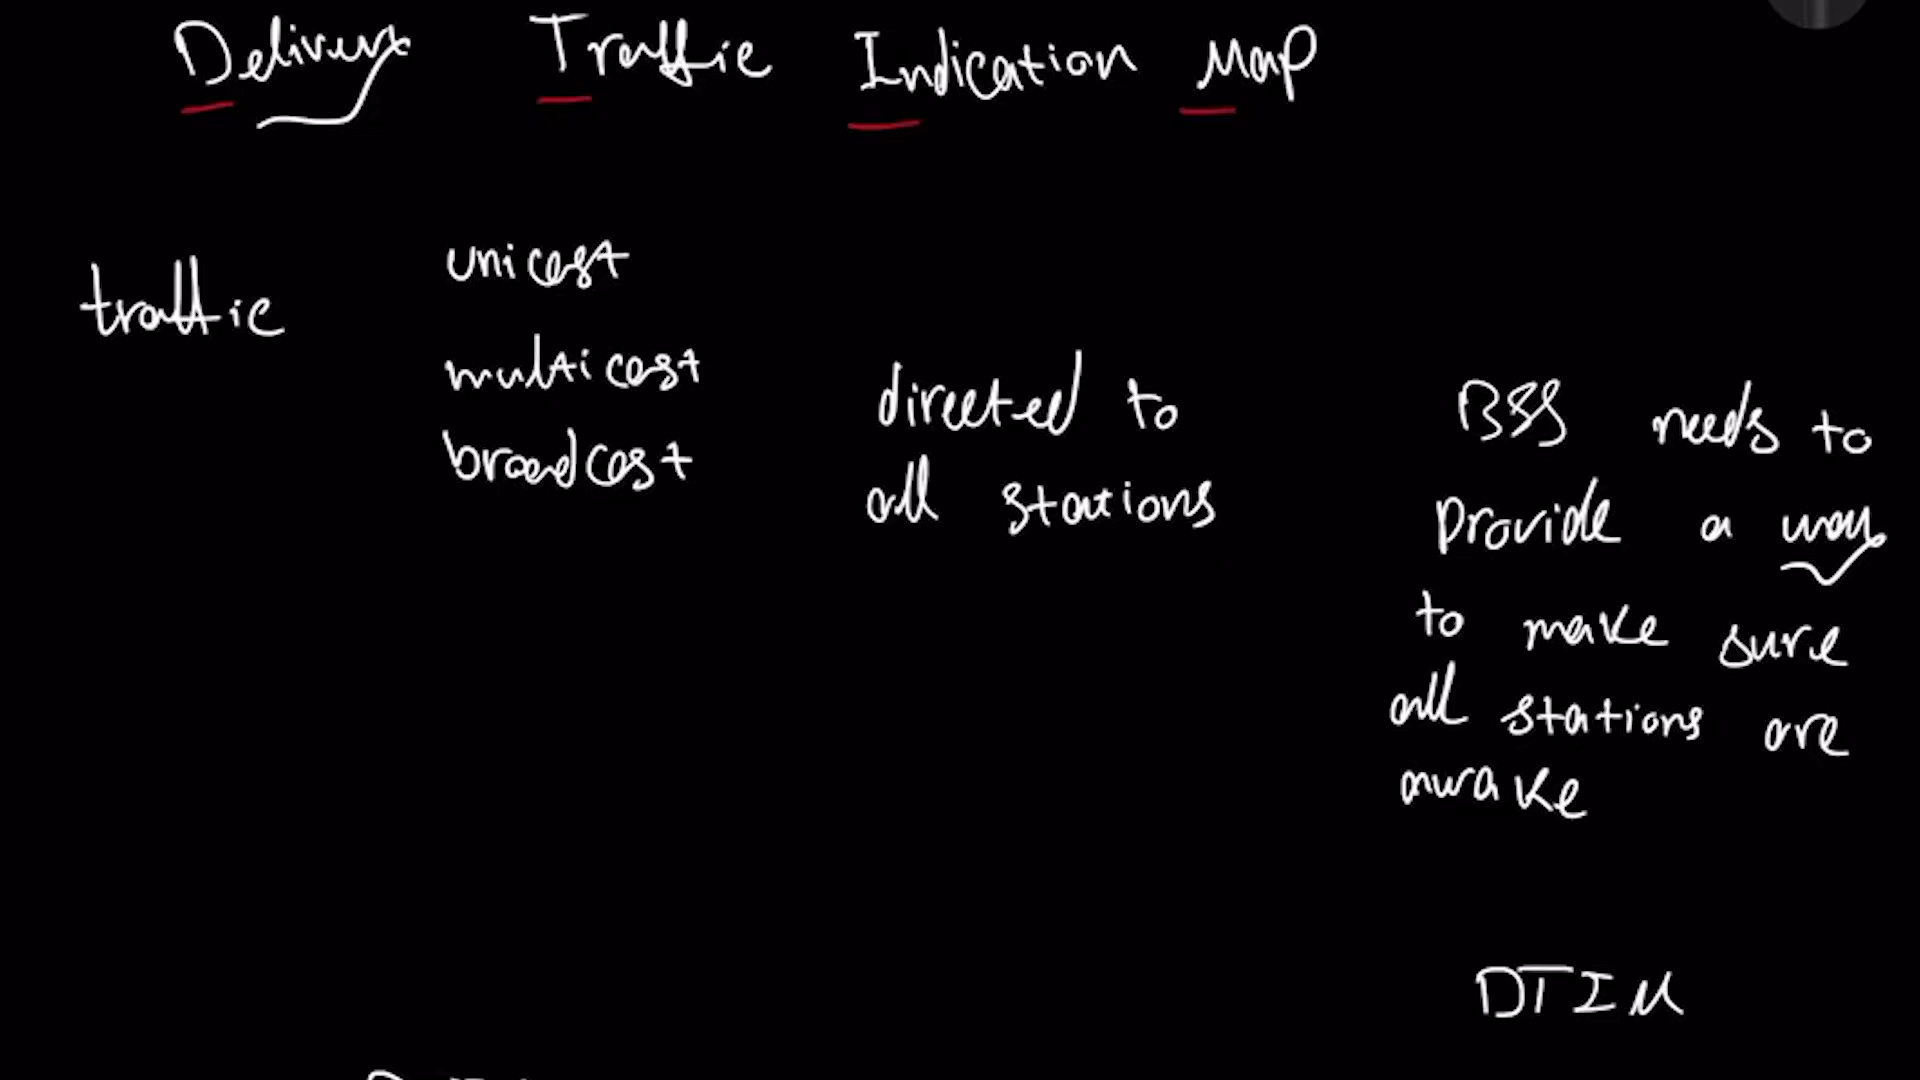 Delivery Traffic Indication Map
traffic
unicast
multicast
broadcast
directed to
all stations
BSS needs to
provide a way
to make sure
all stations are
awake
DTIM